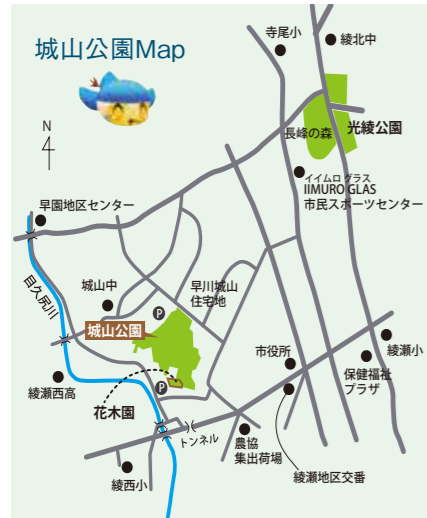 城山公園Map
寺尾小
綾北中
N
長峰の森
光綾公園
イイムロ グラス
IIMURO GLAS
市民スポーツセンター
早園地区センター
目久尻川
城山中
早川城山
住宅地
P
城山公園
市役所
綾瀬小
保健福祉
プラザ
綾瀬西高
P
花木園
トンネル
農協
集出荷場
綾瀬地区交番
綾西小